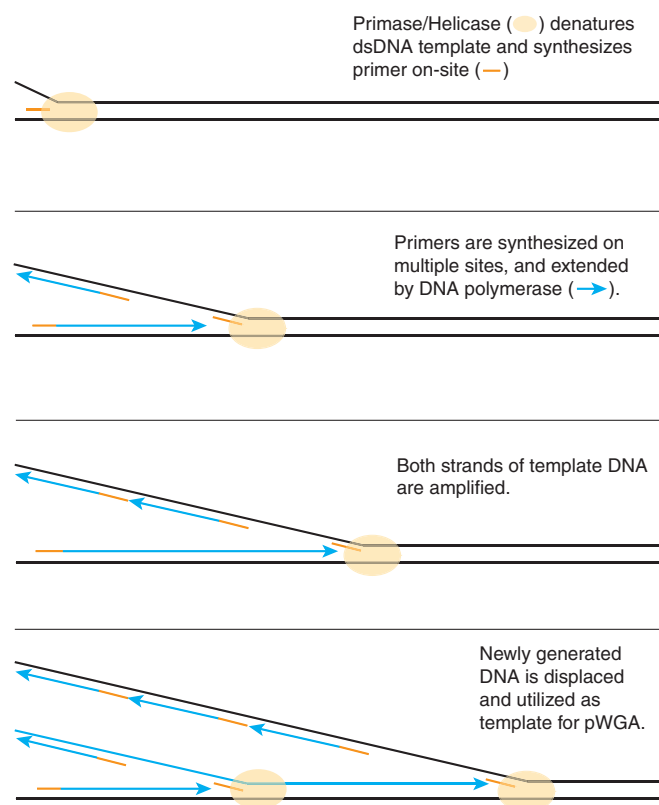 Primase/Helicase ( ) denatures
dsDNA template and synthesizes
primer on-site ( )
Primers are synthesized on
multiple sites, and extended
by DNA polymerase ( ).
Both strands of template DNA
are amplified.
Newly generated
DNA is displaced
and utilized as
template for pWGA.